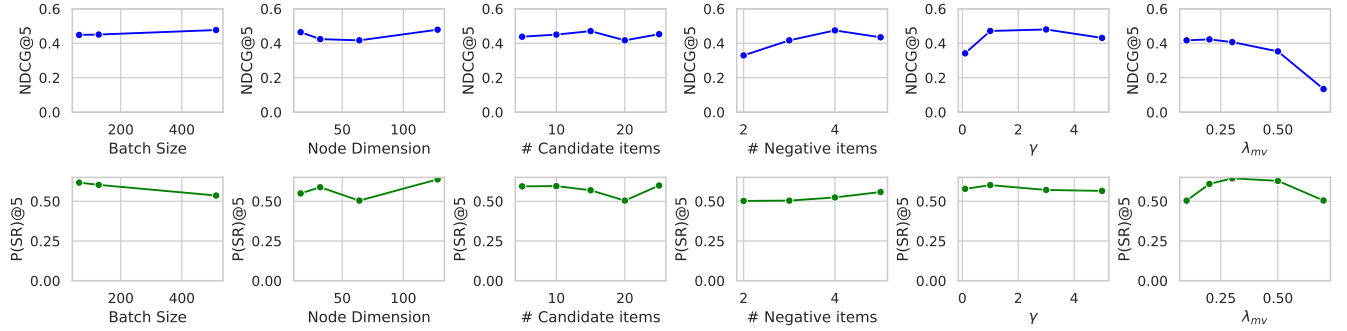 0.6 0.6 0.6 0.6 0.6 0.6
0.4 0.4 0.4 0.4 0.4 0.4
0.2 0.2 0.2 0.2 0.2 0.2
0.0 0.0 0.0 0.0 0.0 0.0
NDCG@5 NDCG@5 NDCG@5 NDCG@5 NDCG@5 NDCG@5
200 400 50 100 10 20 2 4 0 2 4 0.25 0.50
Batch Size Node Dimension # Candidate items # Negative items γ λmv
0.50 0.50 0.50 0.50 0.50 0.50
0.25 0.25 0.25 0.25 0.25 0.25
0.00 0.00 0.00 0.00 0.00 0.00
P(SR)@5 P(SR)@5 P(SR)@5 P(SR)@5 P(SR)@5 P(SR)@5
200 400 50 100 10 20 2 4 0 2 4 0.25 0.50
Batch Size Node Dimension # Candidate items # Negative items γ λmv